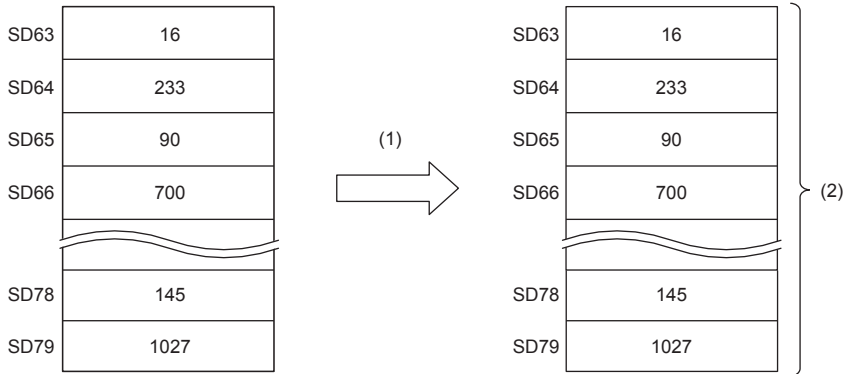 SD63 16 SD63 16
SD64 233 SD64 233
SD65 90 (1) SD65 90
SD66 700 SD66 700 (2)
SD78 145 SD78 145
SD79 1027 SD79 1027